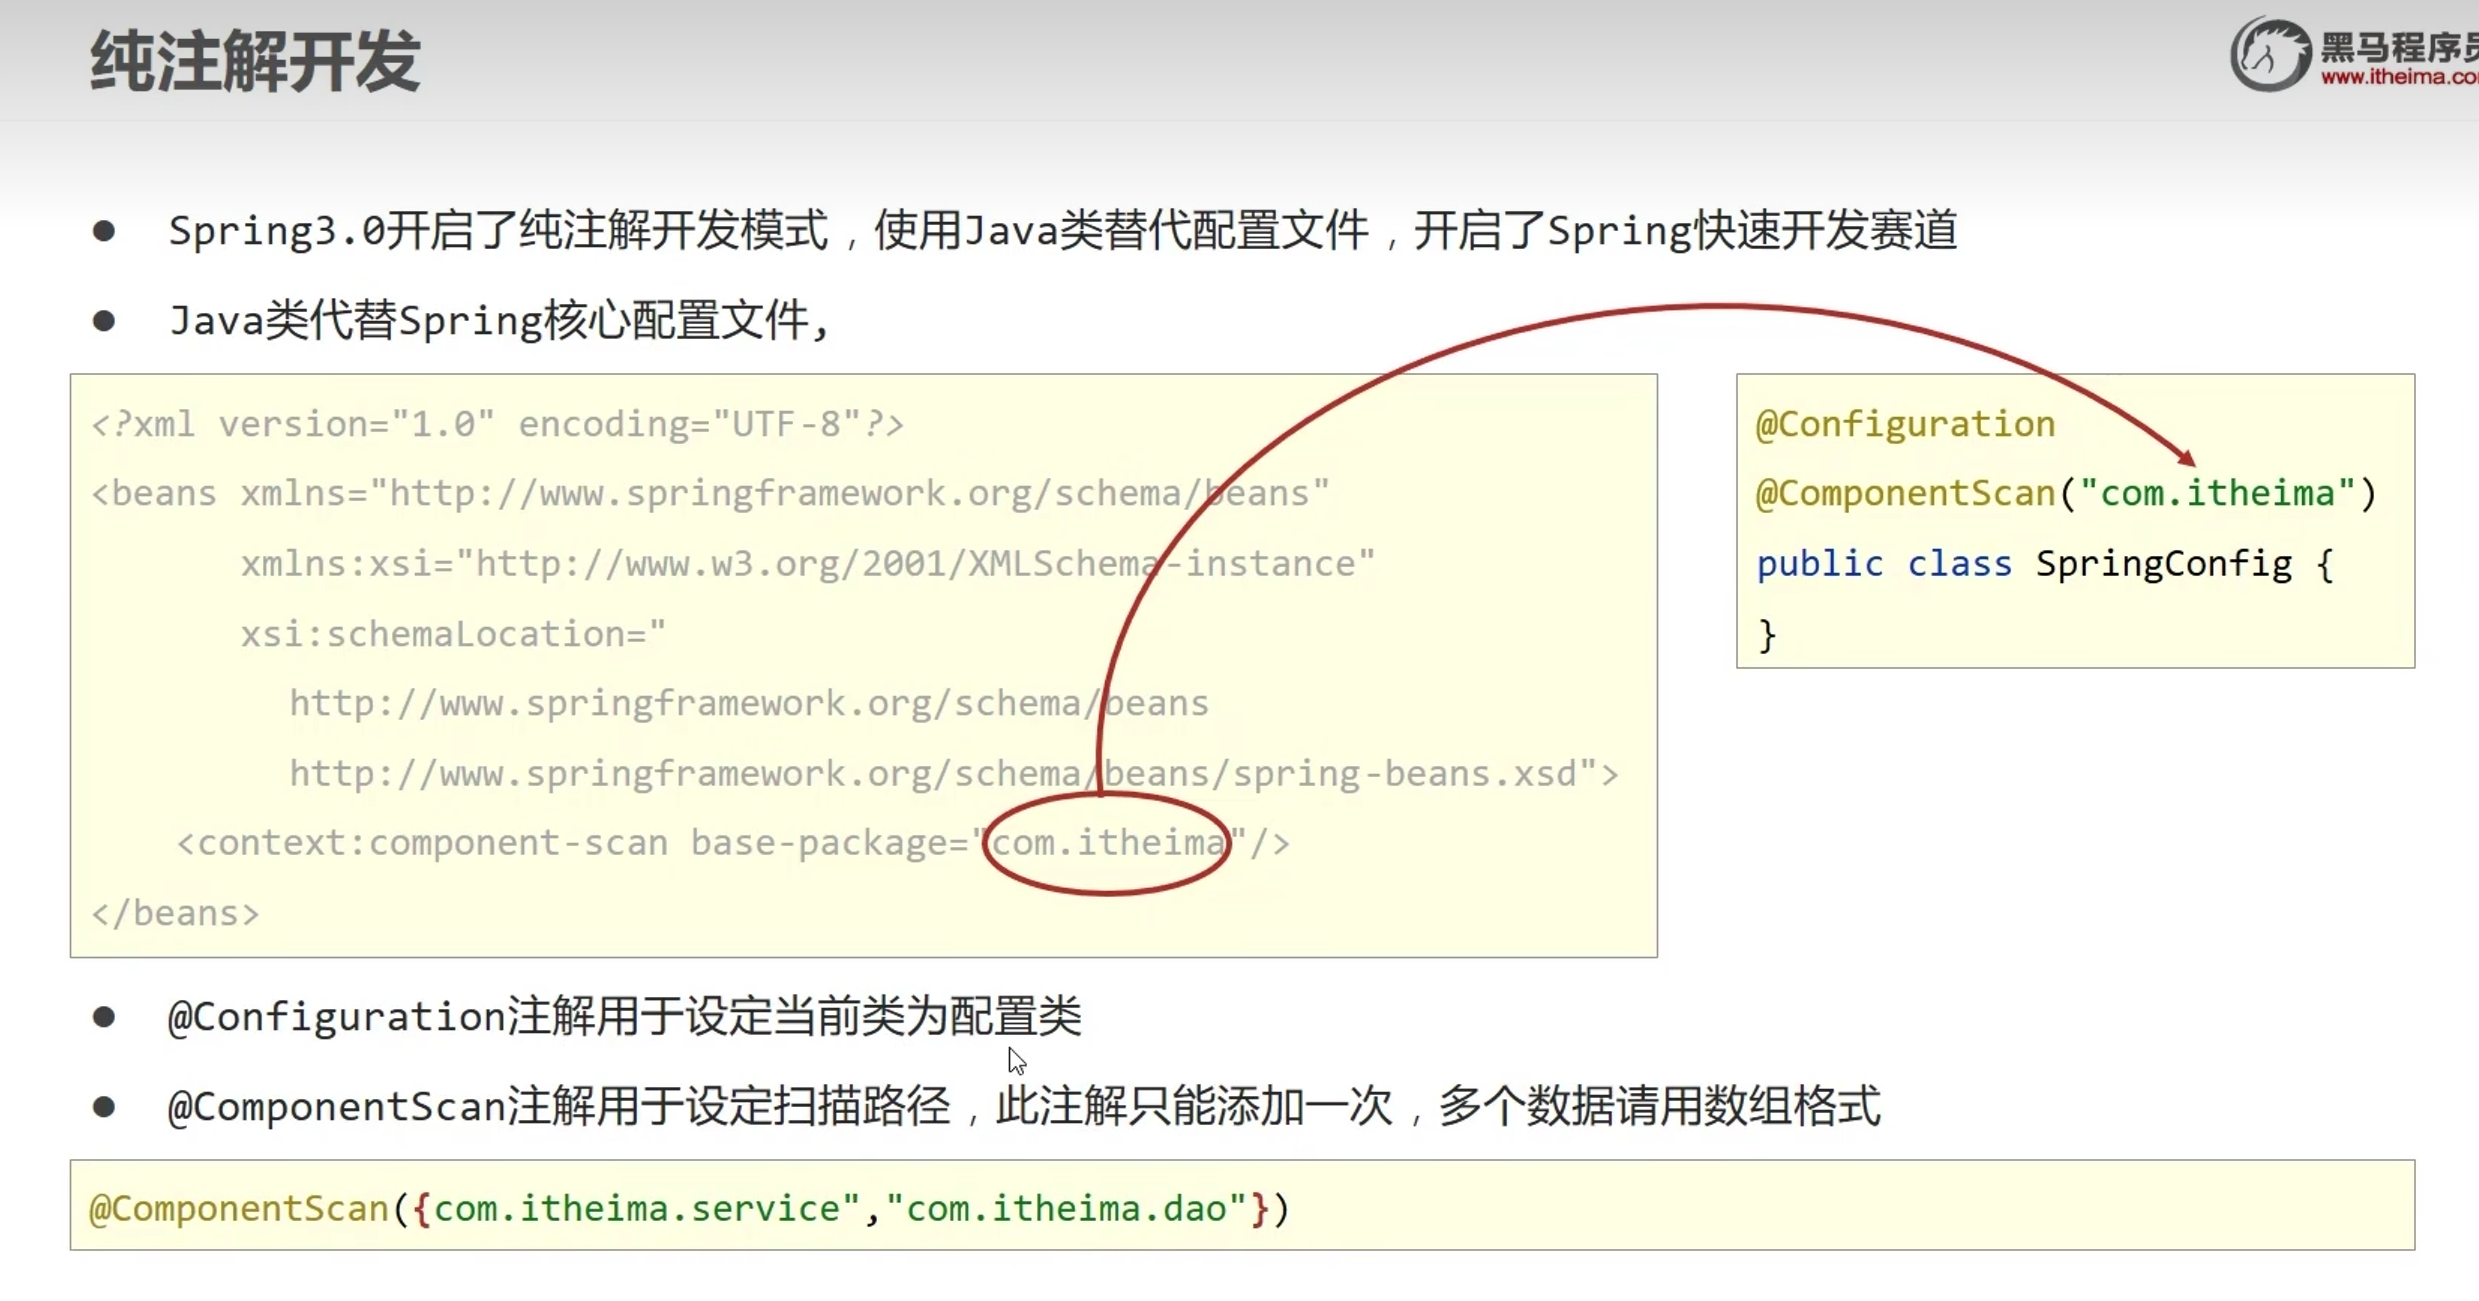 纯注解开发
黑马程序员
www.itheima.co
Spring3.0开启了纯注解开发模式，使用Java类替代配置文件，开启了Spring快速开发赛道
Java类代替Spring核心配置文件,
<?xml version="1.0" encoding="UTF-8"?>
<beans xmlns="http://www.springframework.org/schema/beans"
xmlns:xsi="http://www.w3.org/2001/XMLSchema-instance"
xsi:schemaLocation="
http://www.springframework.org/schema/beans
http://www.springframework.org/schema/beans/spring-beans.xsd">
<context:component-scan base-package="com.itheima"/>
</beans>
@Configuration
@ComponentScan("com.itheima")
public class SpringConfig {
}
@Configuration注解用于设定当前类为配置类
@ComponentScan注解用于设定扫描路径，此注解只能添加一次，多个数据请用数组格式
@ComponentScan({com.itheima.service","com.itheima.dao"})